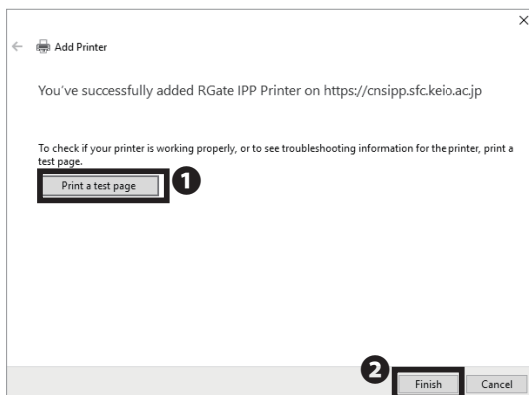 Add Printer
You've successfully added RGate IPP Printer on https://cnsipp.sfc.keio.ac.jp
To check if your printer is working properly, or to see troubleshooting information for the printer, print a
test page.
Print a test page
1
2
Finish
Cancel